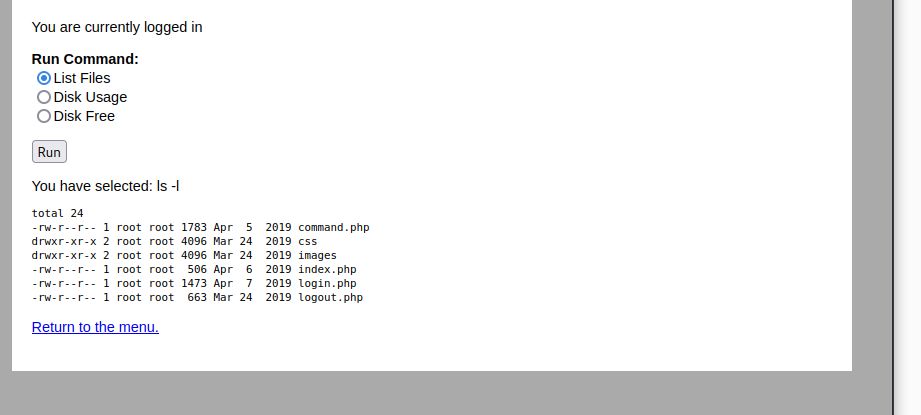 You are currently logged in
Run Command:
List Files
Disk Usage
Disk Free
Run
You have selected: ls -l
total 24
-rw-r--r-- 1 root root 1783 Apr  5  2019 command.php
drwxr-xr-x 2 root root 4096 Mar 24  2019 css
drwxr-xr-x 2 root root 4096 Mar 24  2019 images
-rw-r--r-- 1 root root  506 Apr  6  2019 index.php
-rw-r--r-- 1 root root 1473 Apr  7  2019 login.php
-rw-r--r-- 1 root root  663 Mar 24  2019 logout.php
Return to the menu.